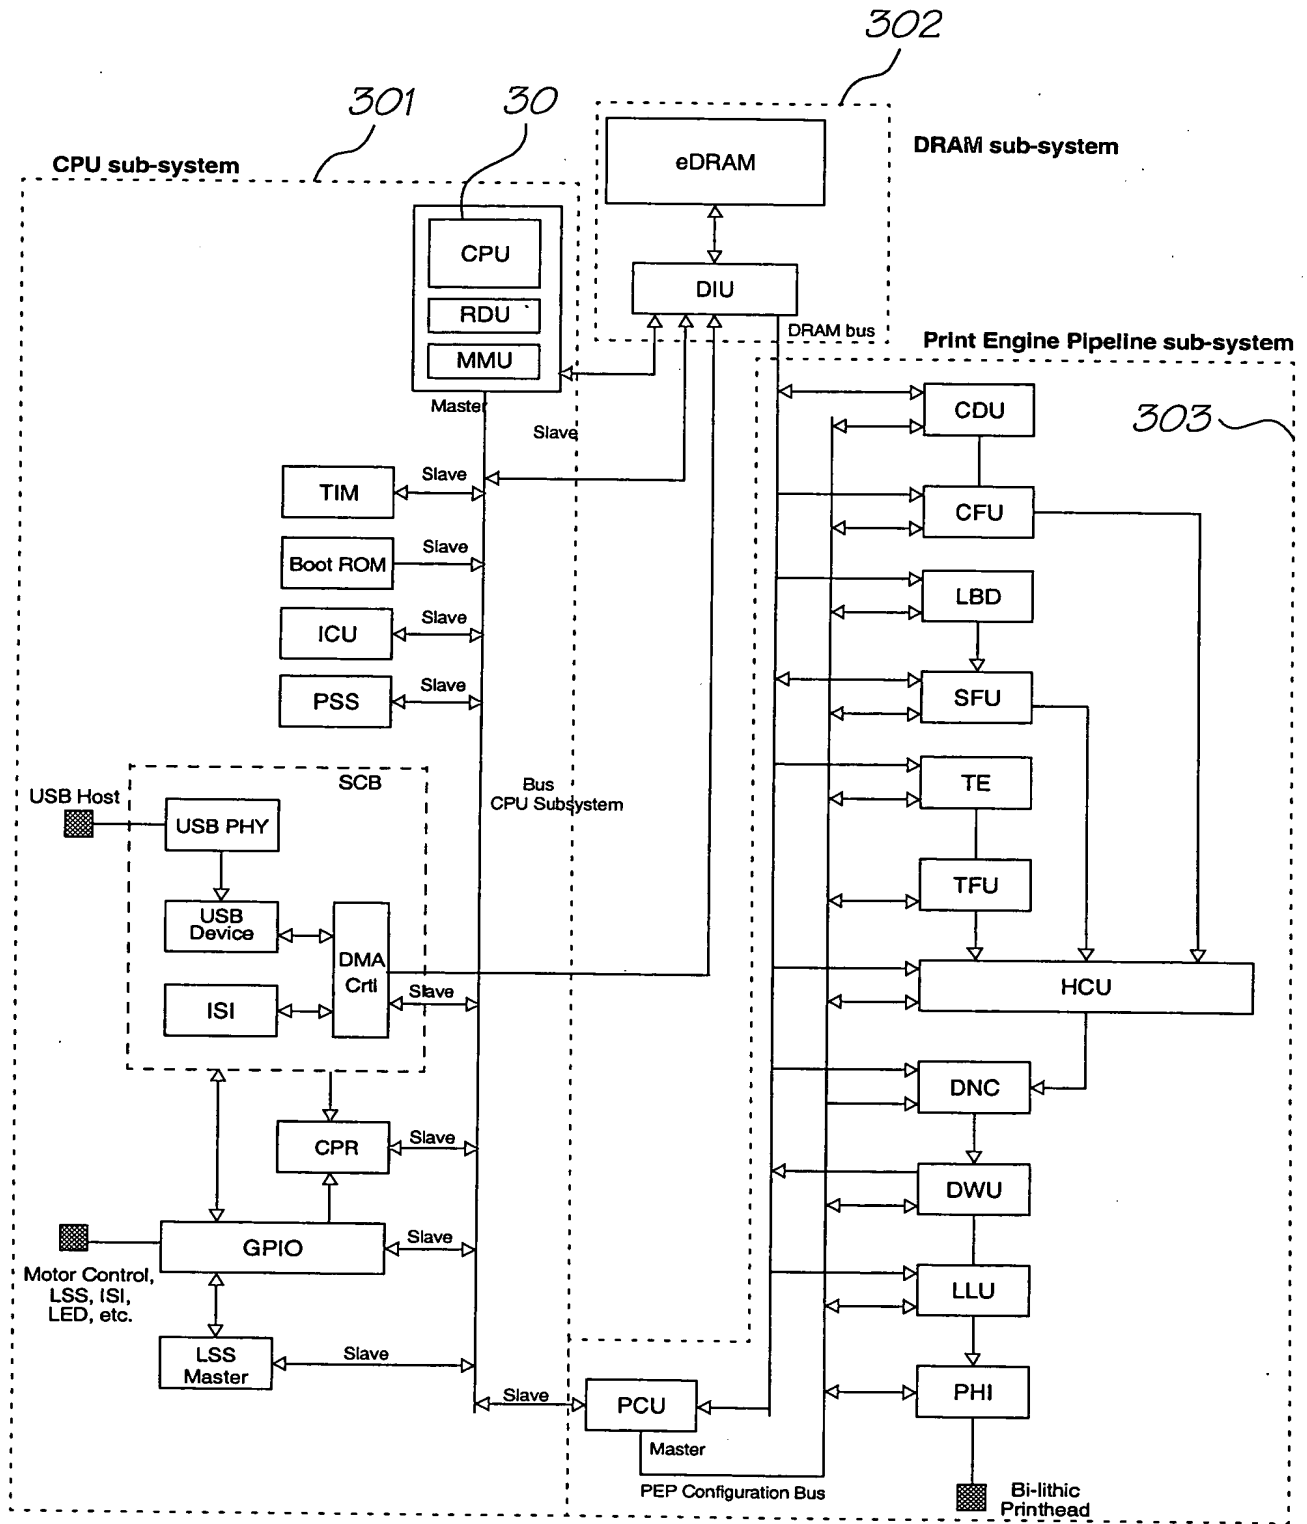 302
301
30
CPU sub-system
DRAM sub-system
eDRAM
CPU
DIU
RDU
DRAM bus
MMU
Print Engine Pipeline sub-system
Master
CDU
303
Slave
TIM
Slave
CFU
Boot ROM
Slave
LBD
ICU
Slave
PSS
Slave
SFU
SCB
Bus
CPU Subsystem
TE
USB Host
USB PHY
TFU
USB
Device
DMA
Crtl
Slave
ISI
HCU
DNC
CPR
Slave
DWU
GPIO
Slave
Motor Control,
LSS, ISI,
LED, etc.
LLU
LSS
Master
Slave
PHI
Slave
PCU
Master
PEP Configuration Bus
Bi-lithic
Printhead